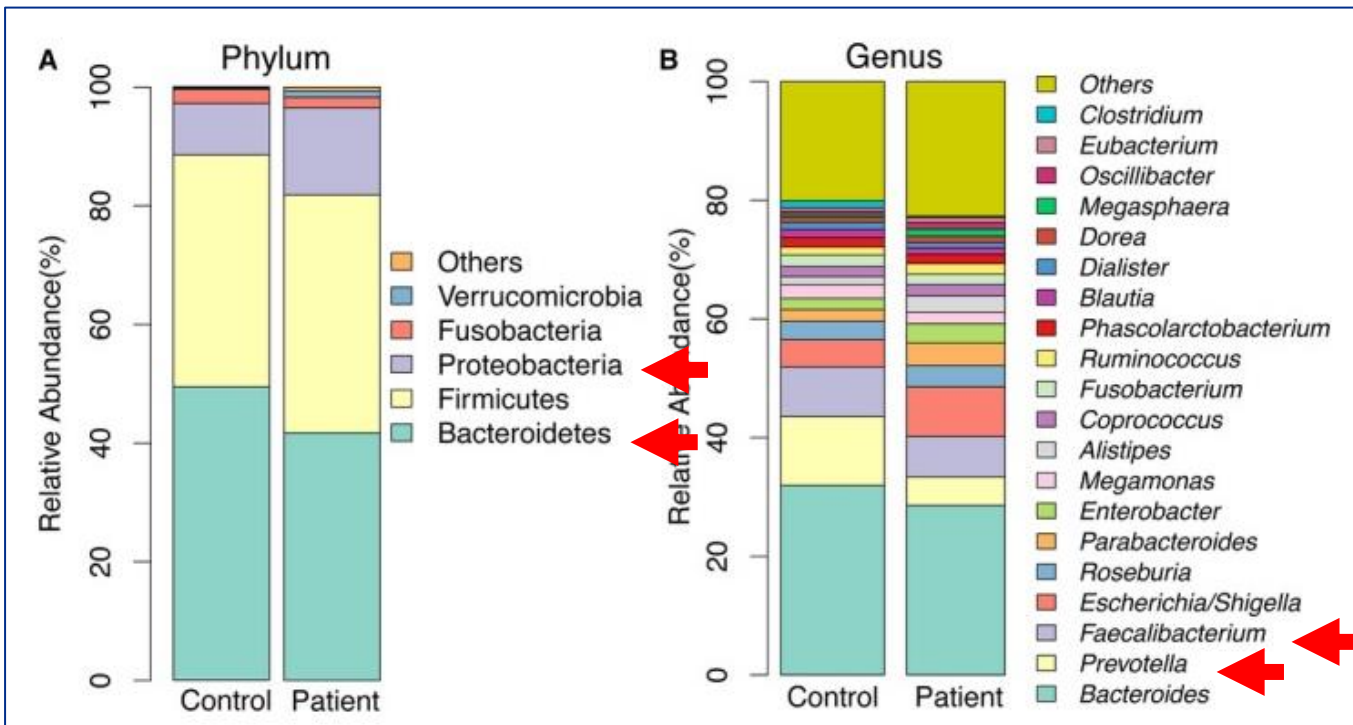 A
Phylum
Relative Abundance(%)
0
20
40
60
80
100
Control
Patient
Others
Verrucomicrobia
Fusobacteria
Proteobacteria
Firmicutes
Bacteroidetes
B
Genus
Relative Abundance(%)
0
20
40
60
80
100
Control
Patient
Others
Clostridium
Eubacterium
Oscillibacter
Megasphaera
Dorea
Dialister
Blautia
Phascolarctobacterium
Ruminococcus
Fusobacterium
Coprococcus
Alistipes
Megamonas
Enterobacter
Parabacteroides
Roseburia
Escherichia/Shigella
Faecalibacterium
Prevotella
Bacteroides